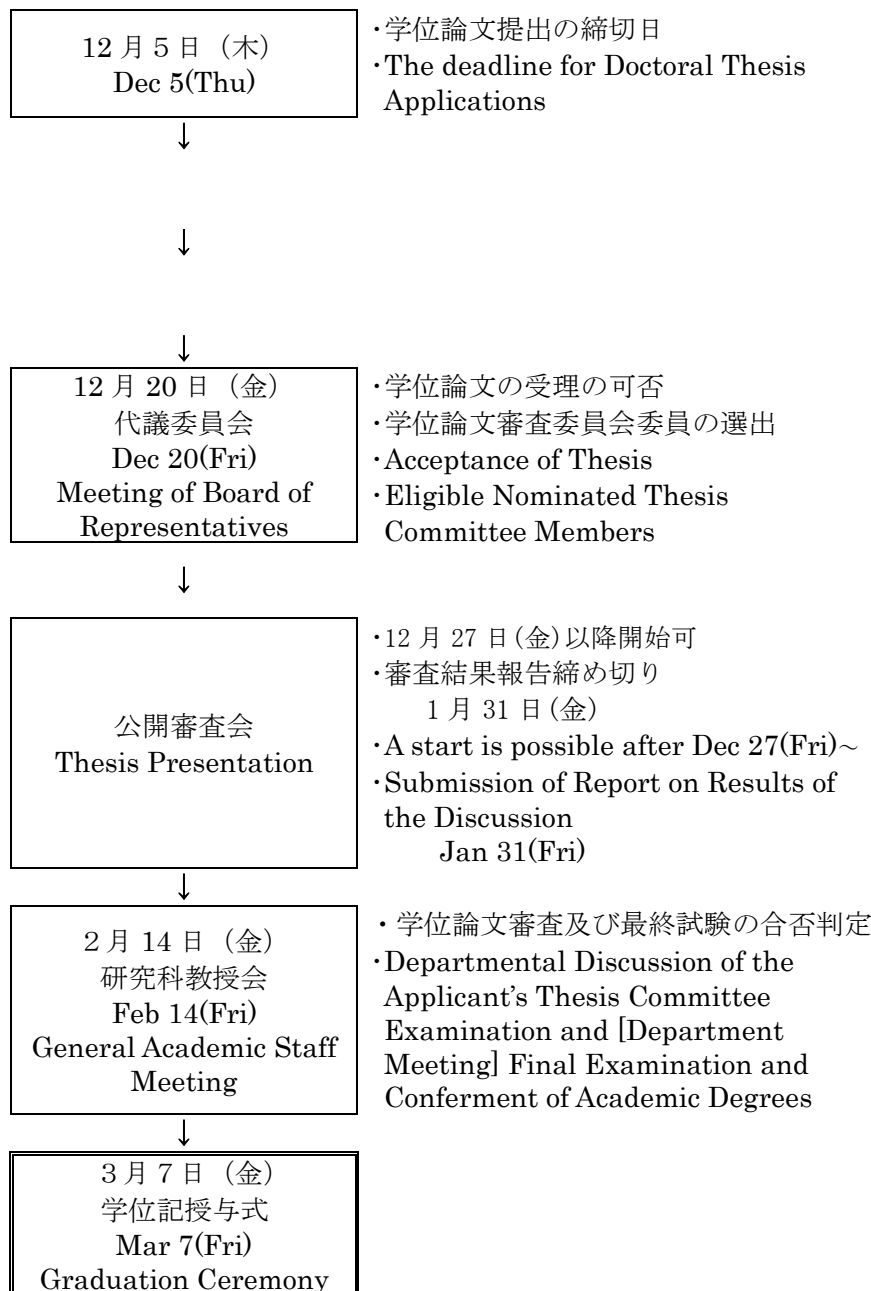 12 月 5 日（木）
Dec 5(Thu)
・学位論文提出の締切日
・The deadline for Doctoral Thesis
Applications
↓
↓
↓
12 月 20 日（金）
代議委員会
Dec 20(Fri)
Meeting of Board of
Representatives
・学位論文の受理の可否
・学位論文審査委員会委員の選出
・Acceptance of Thesis
・Eligible Nominated Thesis
Committee Members
↓
公開審査会
Thesis Presentation
・12 月 27 日(金)以降開始可
・審査結果報告締め切り
1 月 31 日(金)
・A start is possible after Dec 27(Fri)~
・Submission of Report on Results of
the Discussion
Jan 31(Fri)
↓
２月 14 日（金）
研究科教授会
Feb 14(Fri)
General Academic Staff
Meeting
・学位論文審査及び最終試験の合否判定
・Departmental Discussion of the
Applicant’s Thesis Committee
Examination and [Department
Meeting] Final Examination and
Conferment of Academic Degrees
↓
３月 7 日（金）
学位記授与式
Mar 7(Fri)
Graduation Ceremony